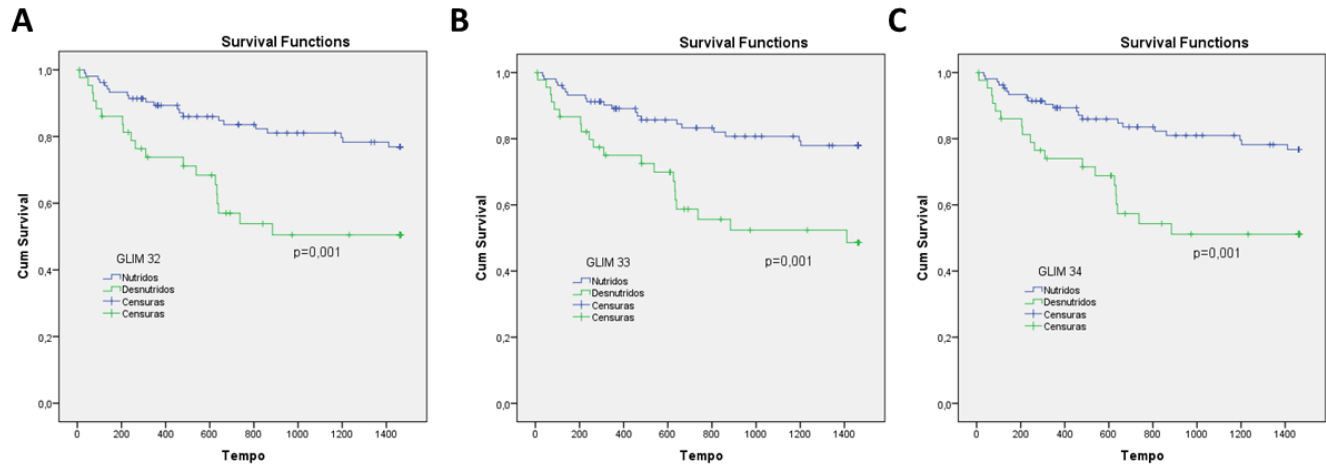 A
Survival Functions
1,0
0,8
0,6
0,4
0,2
0,0
Cum Survival
GLIM 32
Nutridos
Desnutridos
Censuras
Censuras
p=0,001
0 200 400 600 800 1000 1200 1400
Tempo
B
Survival Functions
1,0
0,8
0,6
0,4
0,2
0,0
Cum Survival
GLIM 33
Nutridos
Desnutridos
Censuras
Censuras
p=0,001
0 200 400 600 800 1000 1200 1400
Tempo
C
Survival Functions
1,0
0,8
0,6
0,4
0,2
0,0
Cum Survival
GLIM 34
Nutridos
Desnutridos
Censuras
Censuras
p=0,001
0 200 400 600 800 1000 1200 1400
Tempo